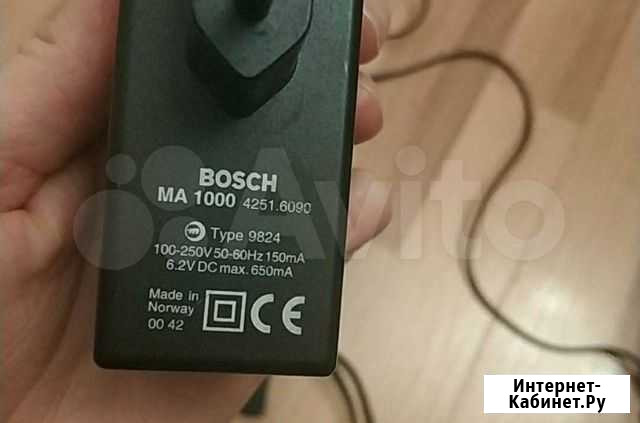 BOSCH
MA 1000 4251.6090
Type 9824
100-250V 50-60Hz 150mA
6.2V DC max. 650mA
Made in
Norway
00 42
CE
Avito
Интернет-
Кабинет.Ру